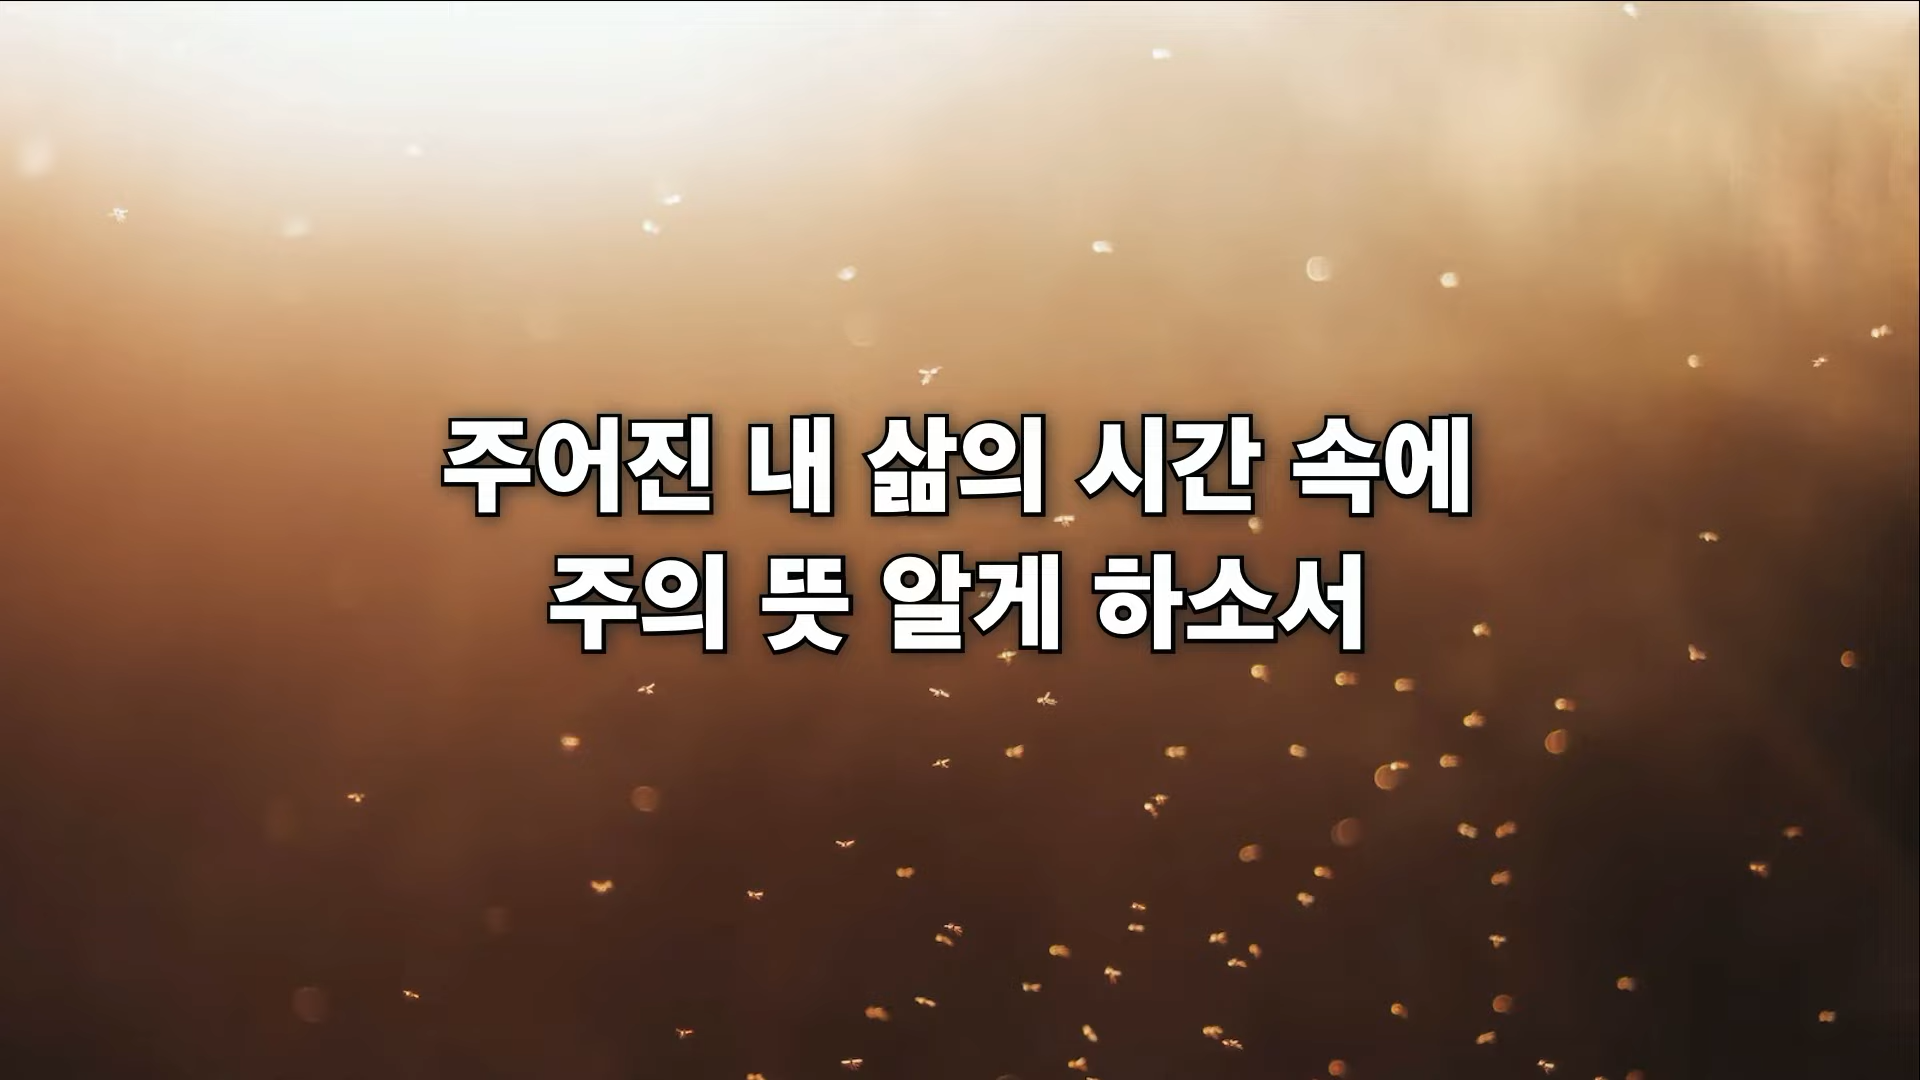 주어진 내 삶의 시간 속에
주의 뜻 알게 하소서